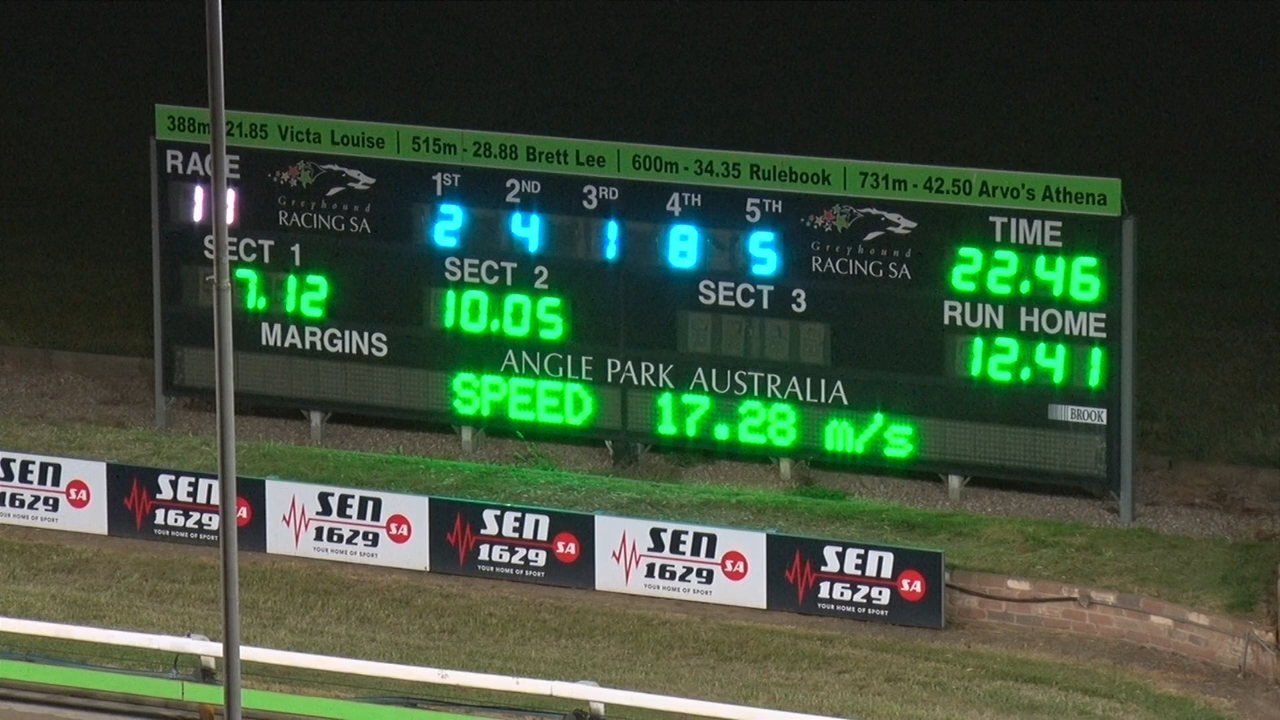 388m 21.85 Victa Louise | 515m - 28.88 Brett Lee | 600m - 34.35 Rulebook | 731m - 42.50 Arvo's Athena
RACE
11
Greyhound
RACING SA
1ST 2ND 3RD 4TH 5TH
2 4 1 8 5
Greyhound
RACING SA
TIME
22.46
SECT 1
7.12
SECT 2
10.05
SECT 3
RUN HOME
12.41
MARGINS
ANGLE PARK AUSTRALIA
SPEED 17.28 m/s
BROOK
SEN
1629
SA
YOUR HOME OF SPORT
SEN
1629
SA
YOUR HOME OF SPORT
SEN
1629
SA
YOUR HOME OF SPORT
SEN
1629
SA
YOUR HOME OF SPORT
SEN
1629
SA
YOUR HOME OF SPORT
SEN
1629
SA
YOUR HOME OF SPORT